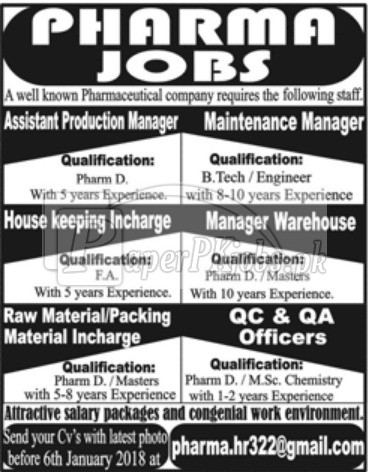 PHARMA
JOBS
A well known Pharmaceutical company requires the following staff.
Assistant Production Manager
Qualification:
Pharm D.
With 5 years Experience.
Maintenance Manager
Qualification:
B.Tech / Engineer
with 8-10 years Experience
House keeping Incharge
Qualification:
F.A.
With 5 years Experience.
Manager Warehouse
Qualification:
Pharm D. / Masters
With 10 years Experience.
Raw Material/Packing
Material Incharge
Qualification:
Pharm D. / Masters
with 5-8 years Experience
QC & QA
Officers
Qualification:
Pharm D. / M.Sc. Chemistry
with 1-2 years Experience
Attractive salary packages and congenial work environment.
Send your Cv's with latest photo
before 6th January 2018 at
pharma.hr322@gmail.com
PaperPkjobs.pk